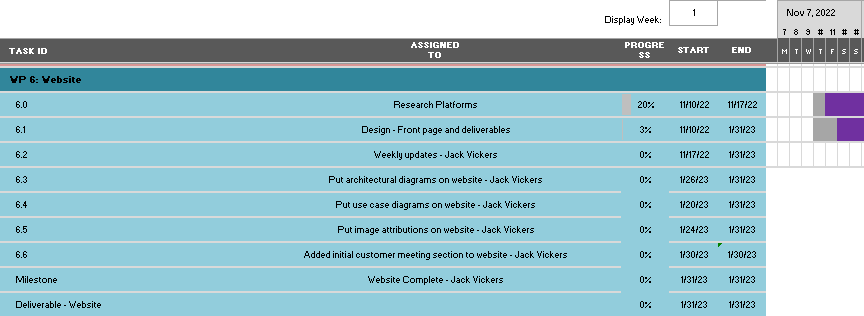 Display Week: 1 Nov 7, 2022
7 8 9 # 11 # #
TASK ID ASSIGNED TO PROGRESS START END M T W T F S S
WP 6: Website
6.0 Research Platforms 20% 11/10/22 11/17/22
6.1 Design - Front page and deliverables 3% 11/10/22 1/31/23
6.2 Weekly updates - Jack Vickers 0% 11/17/22 1/31/23
6.3 Put architectural diagrams on website - Jack Vickers 0% 1/26/23 1/31/23
6.4 Put use case diagrams on website - Jack Vickers 0% 1/20/23 1/31/23
6.5 Put image attributions on website - Jack Vickers 0% 1/24/23 1/31/23
6.6 Added initial customer meeting section to website - Jack Vickers 0% 1/30/23 1/30/23
Milestone Website Complete - Jack Vickers 0% 1/31/23 1/31/23
Deliverable - Website 0% 1/31/23 1/31/23